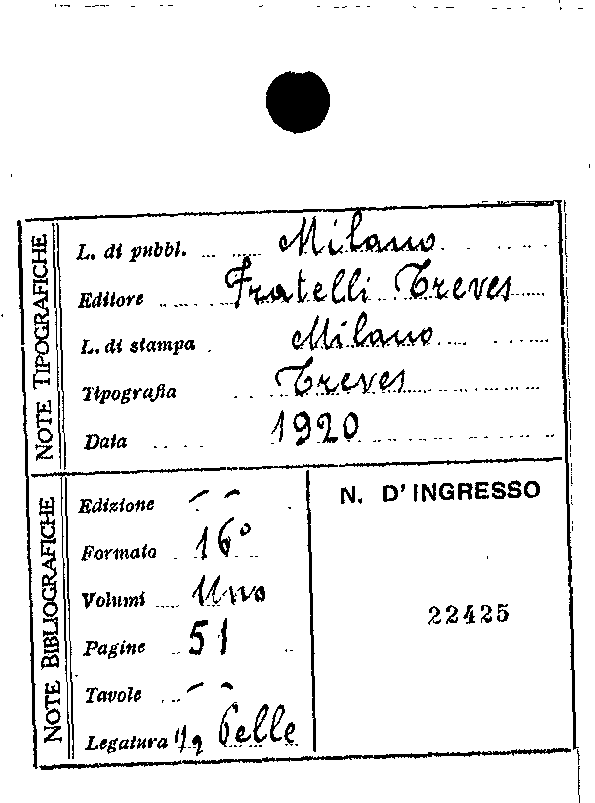 NOTE TIPOGRAFICHE
L. di pubbl. Milano
Editore Fratelli Treves
L. di stampa Milano
Tipografia Treves
Data 1920
NOTE BIBLIOGRAFICHE
Edizione - -
Formato 16°
Volumi Uno
Pagine 51
Tavole - -
Legatura 1/2 Pelle
N. D'INGRESSO
22425